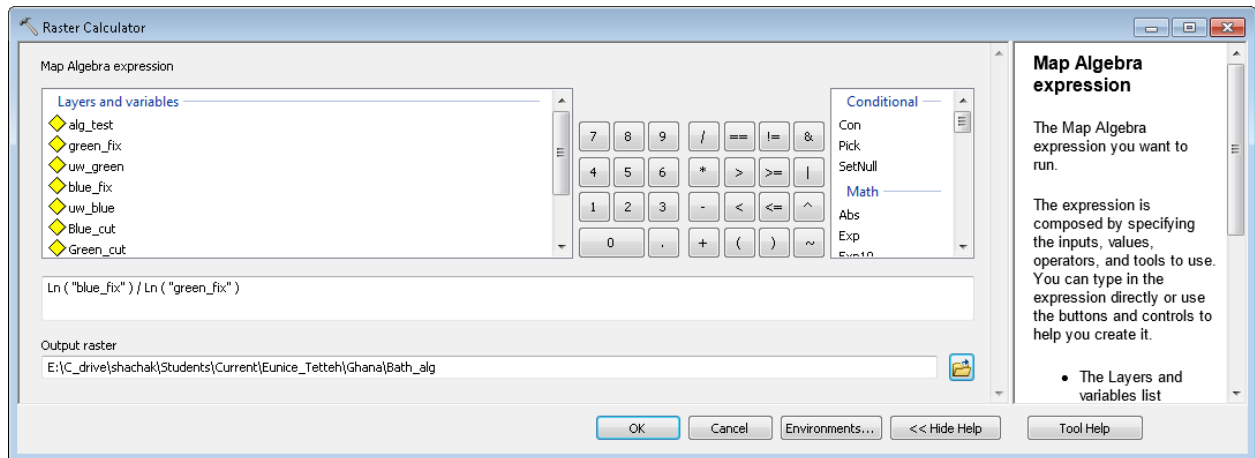 Raster Calculator
Map Algebra expression
Layers and variables
alg_test
green_fix
uw_green
blue_fix
uw_blue
Blue_cut
Green_cut
7 8 9 / == != &
4 5 6 * > >= |
1 2 3 - < <= ^
0 . + ( ) ~
Conditional
Con
Pick
SetNull
Math
Abs
Exp
Exp10
Ln ( "blue_fix" ) / Ln ( "green_fix" )
Output raster
E:\C_drive\shachak\Students\Current\Eunice_Tetteh\Ghana\Bath_alg
OK Cancel Environments... << Hide Help Tool Help
Map Algebra
expression
The Map Algebra
expression you want to
run.
The expression is
composed by specifying
the inputs, values,
operators, and tools to use.
You can type in the
expression directly or use
the buttons and controls to
help you create it.
• The Layers and
variables list